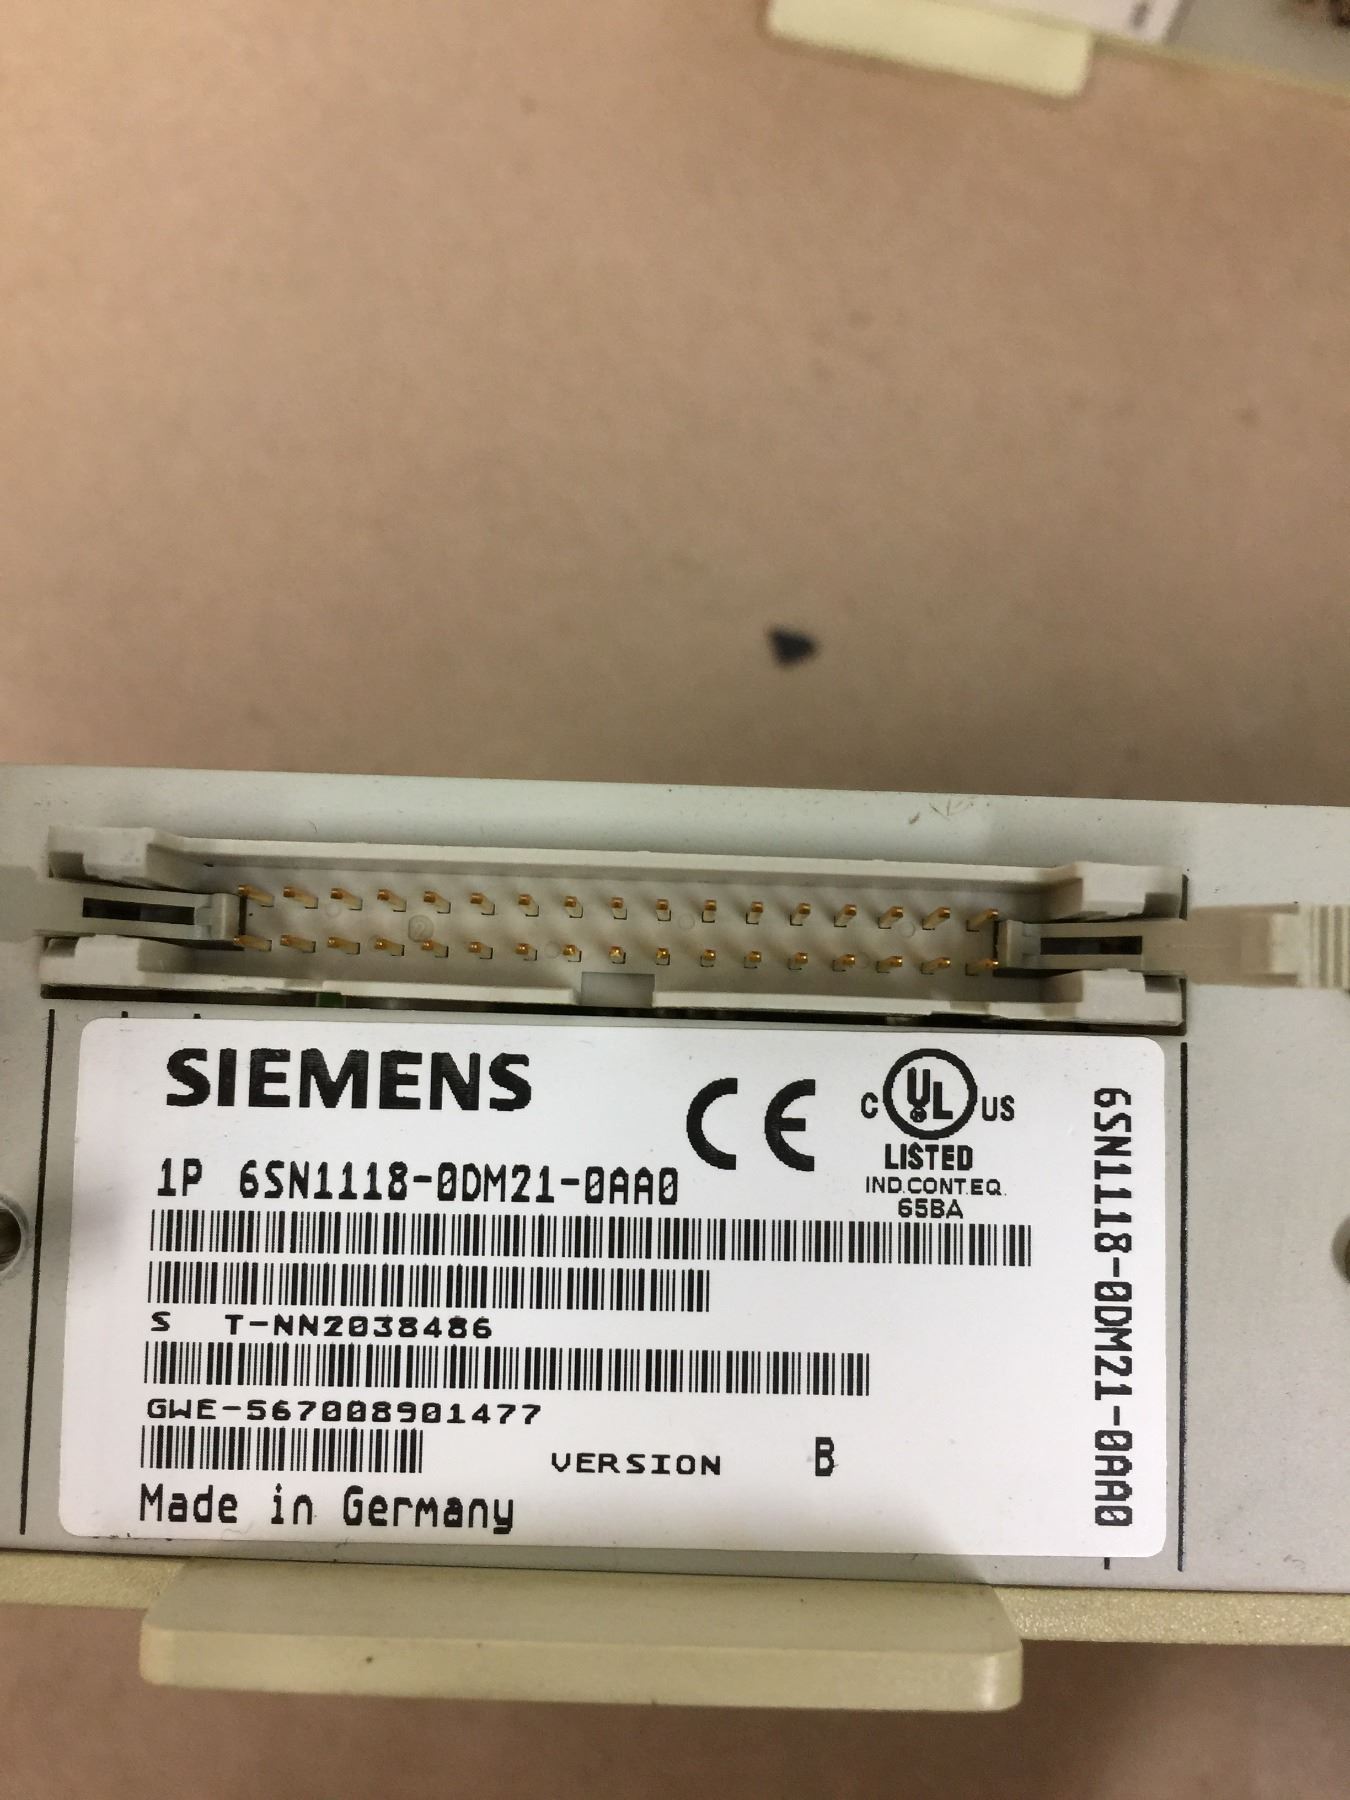 SIEMENS
CE
C UL US
LISTED
IND.CONT.EQ.
65BA
1P 6SN1118-0DM21-0AA0
S T-NN2038486
GWE-567008901477
VERSION B
Made in Germany
6SN1118-0DM21-0AA0